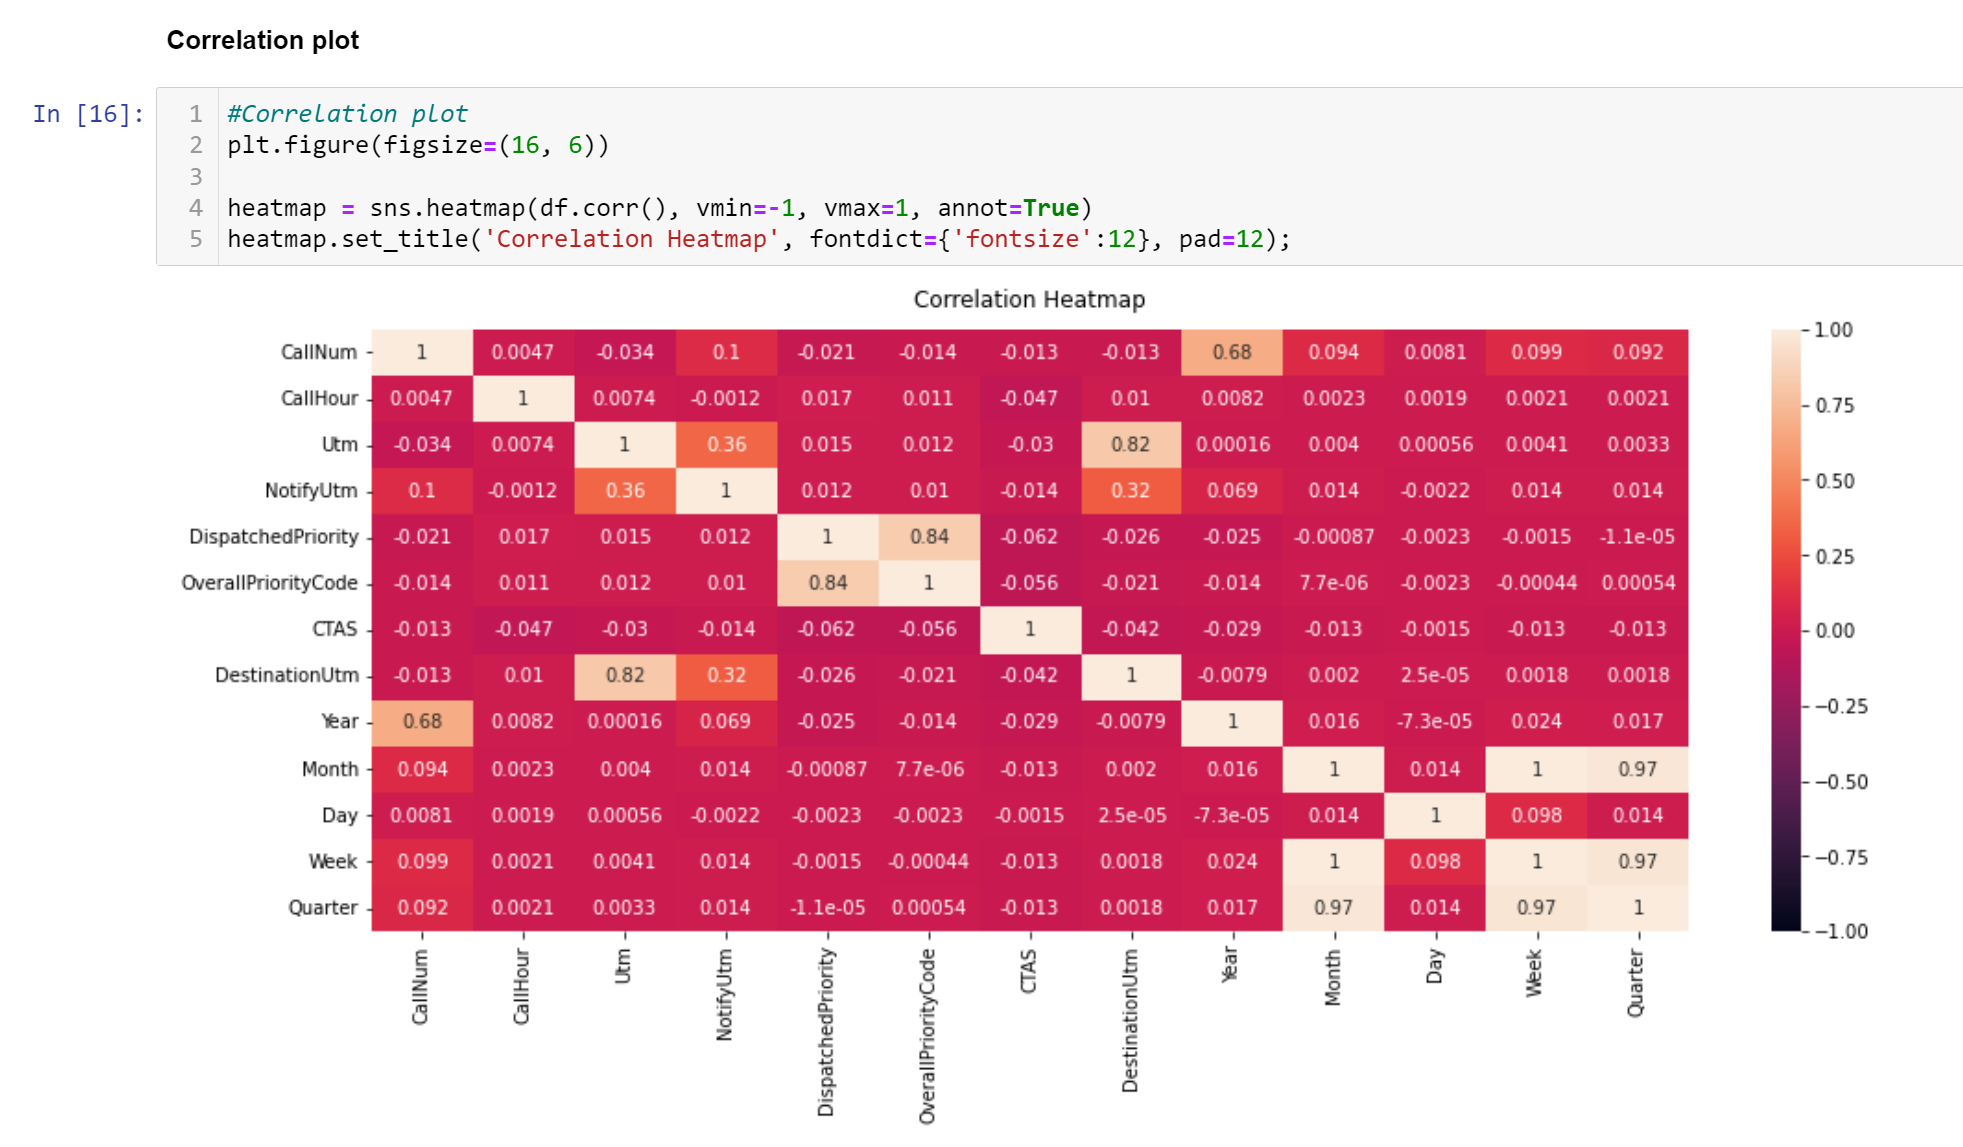 Correlation plot
In [16]:
1 #Correlation plot
2 plt.figure(figsize=(16, 6))
3
4 heatmap = sns.heatmap(df.corr(), vmin=-1, vmax=1, annot=True)
5 heatmap.set_title('Correlation Heatmap', fontdict={'fontsize':12}, pad=12);
Correlation Heatmap
CallNum 1 0.0047 -0.034 0.1 -0.021 -0.014 -0.013 -0.013 0.68 0.094 0.0081 0.099 0.092
CallHour 0.0047 1 0.0074 -0.0012 0.017 0.011 -0.047 0.01 0.0082 0.0023 0.0019 0.0021 0.0021
Utm -0.034 0.0074 1 0.36 0.015 0.012 -0.03 0.82 0.00016 0.004 0.00056 0.0041 0.0033
NotifyUtm 0.1 -0.0012 0.36 1 0.012 0.01 -0.014 0.32 0.069 0.014 -0.0022 0.014 0.014
DispatchedPriority -0.021 0.017 0.015 0.012 1 0.84 -0.062 -0.026 -0.025 -0.00087 -0.0023 -0.0015 -1.1e-05
OverallPriorityCode -0.014 0.011 0.012 0.01 0.84 1 -0.056 -0.021 -0.014 7.7e-06 -0.0023 -0.00044 0.00054
CTAS -0.013 -0.047 -0.03 -0.014 -0.062 -0.056 1 -0.042 -0.029 -0.013 -0.0015 -0.013 -0.013
DestinationUtm -0.013 0.01 0.82 0.32 -0.026 -0.021 -0.042 1 -0.0079 0.002 2.5e-05 0.0018 0.0018
Year 0.68 0.0082 0.00016 0.069 -0.025 -0.014 -0.029 -0.0079 1 0.016 -7.3e-05 0.024 0.017
Month 0.094 0.0023 0.004 0.014 -0.00087 7.7e-06 -0.013 0.002 0.016 1 0.014 1 0.97
Day 0.0081 0.0019 0.00056 -0.0022 -0.0023 -0.0023 -0.0015 2.5e-05 -7.3e-05 0.014 1 0.098 0.014
Week 0.099 0.0021 0.0041 0.014 -0.0015 -0.00044 -0.013 0.0018 0.024 1 0.098 1 0.97
Quarter 0.092 0.0021 0.0033 0.014 -1.1e-05 0.00054 -0.013 0.0018 0.017 0.97 0.014 0.97 1
CallNum
CallHour
Utm
NotifyUtm
DispatchedPriority
OverallPriorityCode
CTAS
DestinationUtm
Year
Month
Day
Week
Quarter
1.00
0.75
0.50
0.25
0.00
−0.25
−0.50
−0.75
−1.00